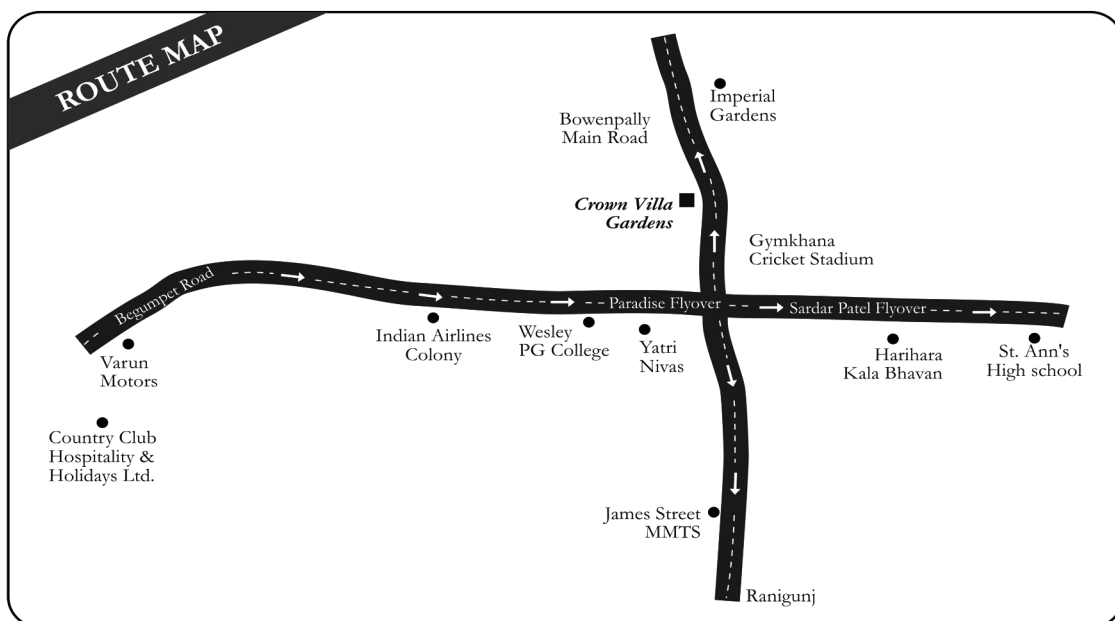 ROUTE MAP
Imperial
Gardens
Bowenpally
Main Road
Crown Villa
Gardens
Gymkhana
Cricket Stadium
Begumpet Road
Paradise Flyover
Sardar Patel Flyover
Varun
Motors
Indian Airlines
Colony
Wesley
PG College
Yatri
Nivas
Harihara
Kala Bhavan
St. Ann's
High school
Country Club
Hospitality &
Holidays Ltd.
James Street
MMTS
Ranigunj